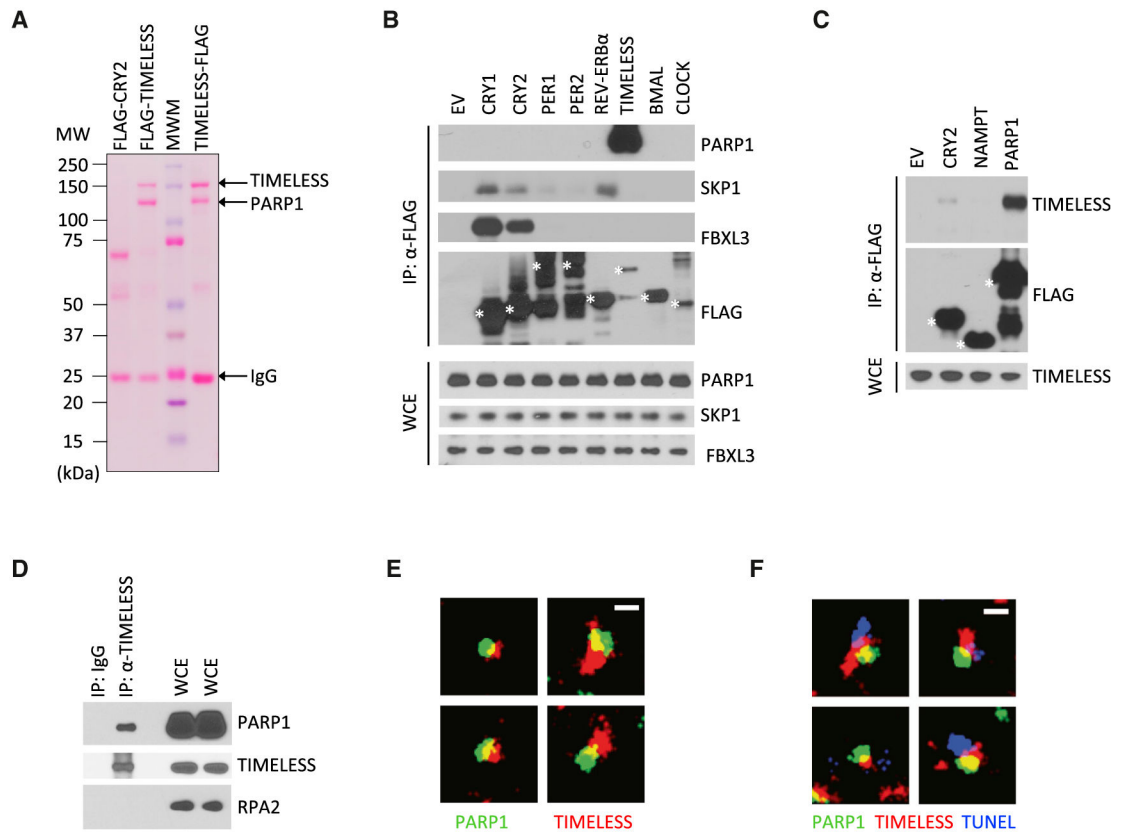 A
MW
FLAG-CRY2
FLAG-TIMELESS
MWM
TIMELESS-FLAG
250
150
100
75
50
37
25
20
15
(kDa)
TIMELESS
PARP1
IgG
B
EV
CRY1
CRY2
PER1
PER2
REV-ERBα
TIMELESS
BMAL
CLOCK
IP: α-FLAG
PARP1
SKP1
FBXL3
FLAG
* * * * * * * *
WCE
PARP1
SKP1
FBXL3
C
EV
CRY2
NAMPT
PARP1
IP: α-FLAG
TIMELESS
FLAG
* * *
WCE
TIMELESS
D
IP: IgG
IP: α-TIMELESS
WCE
WCE
PARP1
TIMELESS
RPA2
E
PARP1 TIMELESS
F
PARP1 TIMELESS TUNEL